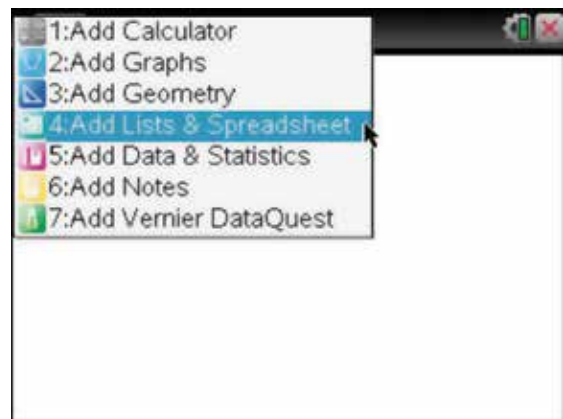 1:Add Calculator
2:Add Graphs
3:Add Geometry
4:Add Lists & Spreadsheet
5:Add Data & Statistics
6:Add Notes
7:Add Vernier DataQuest